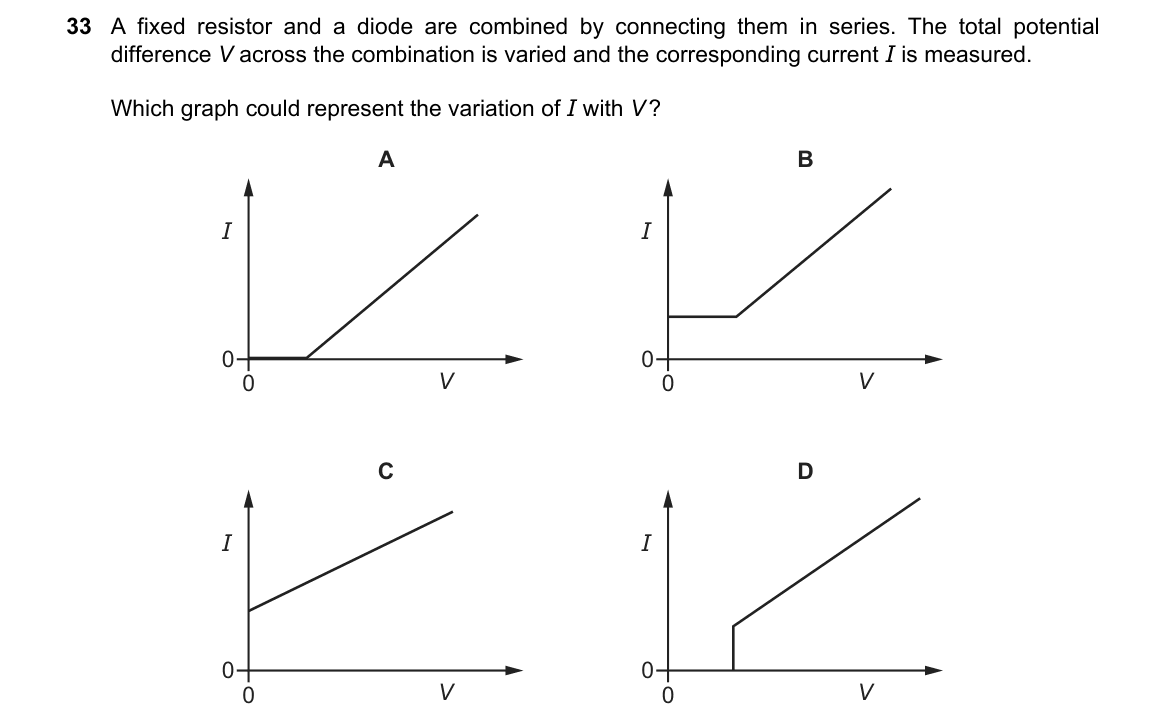 33 A fixed resistor and a diode are combined by connecting them in series. The total potential
difference V across the combination is varied and the corresponding current I is measured.
Which graph could represent the variation of I with V?
A
B
I
I
0
0
0
V
0
V
C
D
I
I
0
0
0
V
0
V